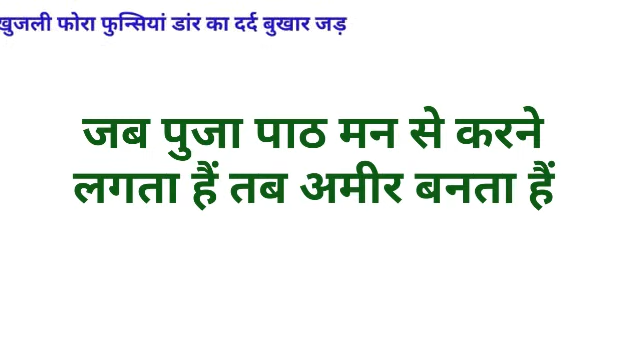 खुजली फोरा फुन्सियां डांर का दर्द बुखार जड़
जब पुजा पाठ मन से करने
लगता हैं तब अमीर बनता हैं